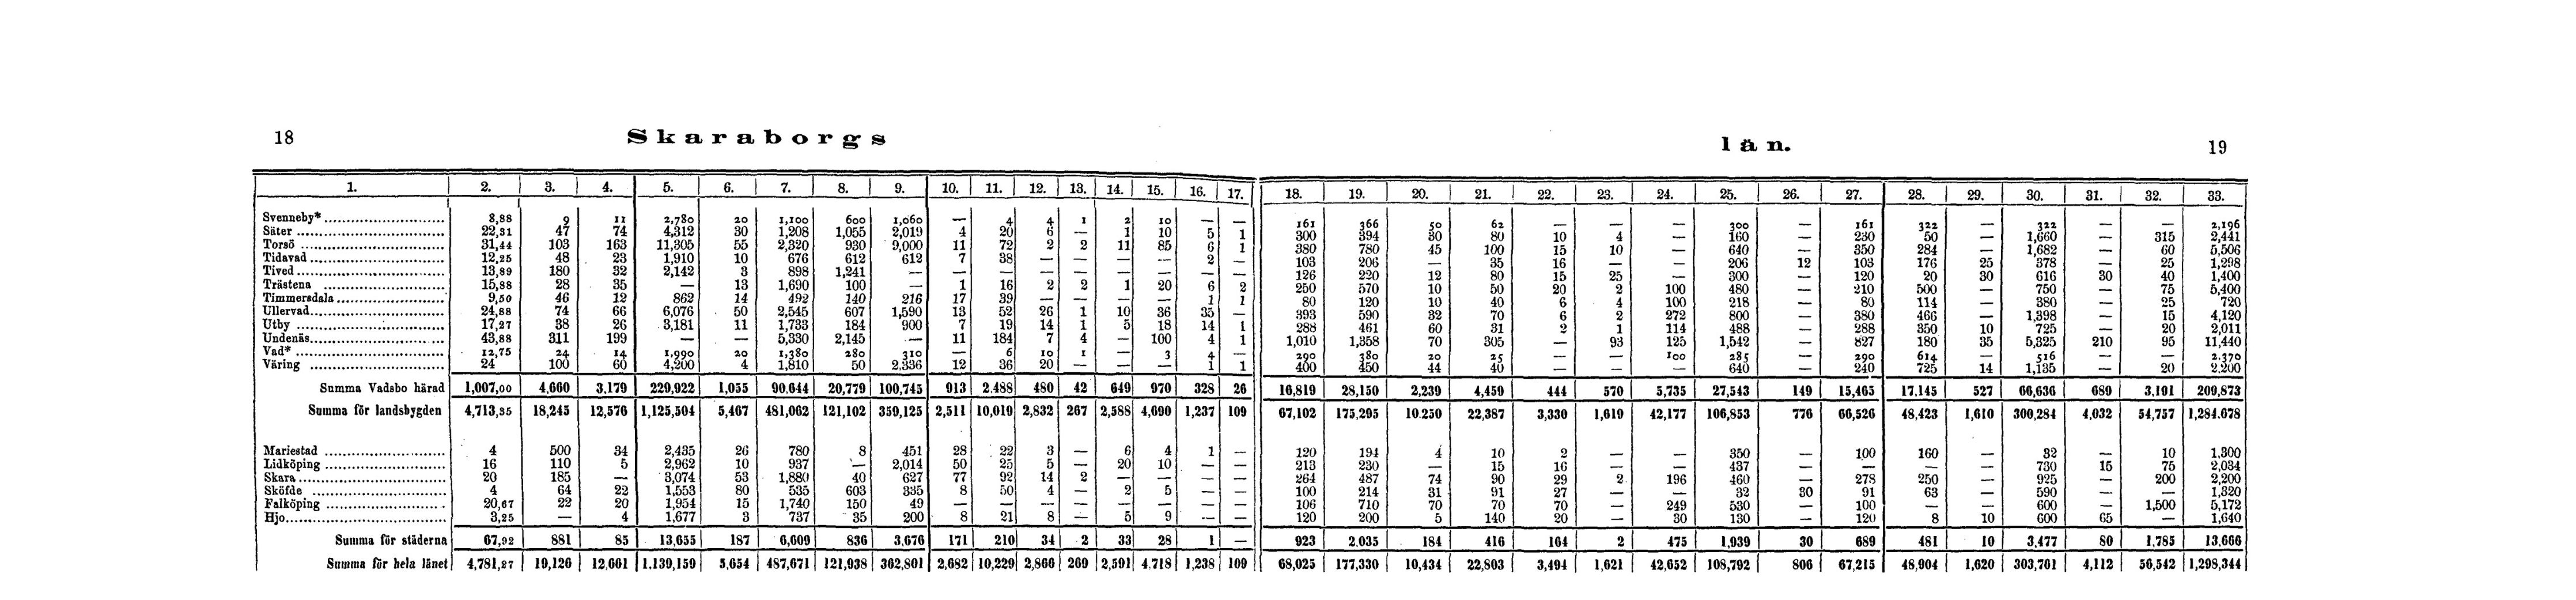 18 Skaraborgs län. 19
1. 2. 3. 4. 5. 6. 7. 8. 9. 10. 11. 12. 13. 14. 15. 16. 17. 18. 19. 20. 21. 22. 23. 24. 25. 26. 27. 28. 29. 30. 31. 32. 33.
Svenneby* 8,88 9 11 2,780 20 1,100 600 1,060 — 4 4 1 2 10 — — 161 366 50 62 — — — 300 — 161 322 — 322 — — 2,196
Säter 22,31 47 74 4,312 30 1,208 1,055 2,019 4 20 6 — 1 10 5 1 300 394 30 80 10 4 — 160 — 230 50 — 1,660 — 315 2,441
Torsö 31,44 103 163 11,305 55 2,320 930 9,000 11 72 2 2 11 85 6 1 380 780 45 100 15 10 — 640 — 350 284 — 1,682 — 60 5,506
Tidavad 12,25 48 23 1,910 10 676 612 612 7 38 — — — — 2 — 103 206 — 35 16 — — 206 12 103 176 25 378 — 25 1,298
Tived 13,89 180 32 2,142 3 898 1,241 — — — — — — — — — 126 220 12 80 15 25 — 300 — 120 20 30 616 30 40 1,400
Trästena 15,88 28 35 — 13 1,690 100 — 1 16 2 2 1 20 6 2 250 570 10 50 20 2 100 480 — 210 500 — 750 — 75 5,400
Timmersdala 9,50 46 12 862 14 492 140 216 17 39 — — — — 1 1 80 120 10 40 6 4 100 218 — 80 114 — 380 — 25 720
Ullervad 24,88 74 66 6,076 50 2,545 607 1,590 13 52 26 1 10 36 35 — 393 590 32 70 6 2 272 800 — 380 466 — 1,398 — 15 4,120
Utby 17,27 38 26 3,181 11 1,733 184 900 7 19 14 1 5 18 14 1 288 461 60 31 2 1 114 488 — 288 350 10 725 — 20 2,011
Undenäs 43,88 311 199 — — 5,330 2,145 — 11 184 7 4 — 100 4 1 1,010 1,358 70 305 — 93 125 1,542 — 827 180 35 5,325 210 95 11,440
Vad* 12,75 24 14 1,990 20 1,380 280 310 — 6 10 1 — 3 4 — 290 380 20 25 — — 100 285 — 290 614 — 516 — — 2,370
Väring 24 100 60 4,200 4 1,810 50 2,336 12 36 20 — — — 1 1 400 450 44 40 — — — 640 — 240 725 14 1,135 — 20 2,200
Summa Vadsbo härad 1,007,00 4,660 3,179 229,922 1,055 90,644 20,779 100,745 913 2,488 480 42 649 970 328 26 16,819 28,150 2,239 4,459 444 570 5,735 27,543 149 15,465 17,145 527 66,636 689 3,191 209,873
Summa för landsbygden 4,713,35 18,245 12,576 1,125,504 5,467 481,062 121,102 359,125 2,511 10,019 2,832 267 2,588 4,690 1,237 109 67,102 175,295 10,250 22,387 3,330 1,619 42,177 106,853 776 66,526 48,423 1,610 300,284 4,032 54,757 1,284,678
Mariestad 4 500 34 2,435 26 780 8 451 28 22 3 — 6 4 1 — 120 194 4 10 2 — — 350 — 100 160 — 32 — 10 1,300
Lidköping 16 110 5 2,962 10 937 — 2,014 50 25 5 — 20 10 — — 213 230 — 15 16 — — 437 — — — — 730 15 75 2,034
Skara 20 185 — 3,074 53 1,880 40 627 77 92 14 2 — — — — 264 487 74 90 29 2 196 460 — 278 250 — 925 — 200 2,200
Sköfde 4 64 22 1,553 80 535 603 335 8 50 4 — 2 5 — — 100 214 31 91 27 — — 32 30 91 63 — 590 — — 1,320
Falköping 20,67 22 20 1,954 15 1,740 150 49 — — — — — — — — 106 710 70 70 70 — 249 530 — 100 — — 600 — 1,500 5,172
Hjo 3,25 — 4 1,677 3 737 35 200 8 21 8 — 5 9 — — 120 200 5 140 20 — 30 130 — 120 8 10 600 65 — 1,640
Summa för städerna 67,92 881 85 13,655 187 6,609 836 3,676 171 210 34 2 33 28 1 — 923 2,035 184 416 164 2 475 1,939 30 689 481 10 3,477 80 1,785 13,666
Summa för hela länet 4,781,27 19,126 12,661 1,139,159 5,654 487,671 121,938 362,801 2,682 10,229 2,866 269 2,591 4,718 1,238 109 68,025 177,330 10,434 22,803 3,494 1,621 42,652 108,792 806 67,215 48,904 1,620 303,761 4,112 56,542 1,298,344